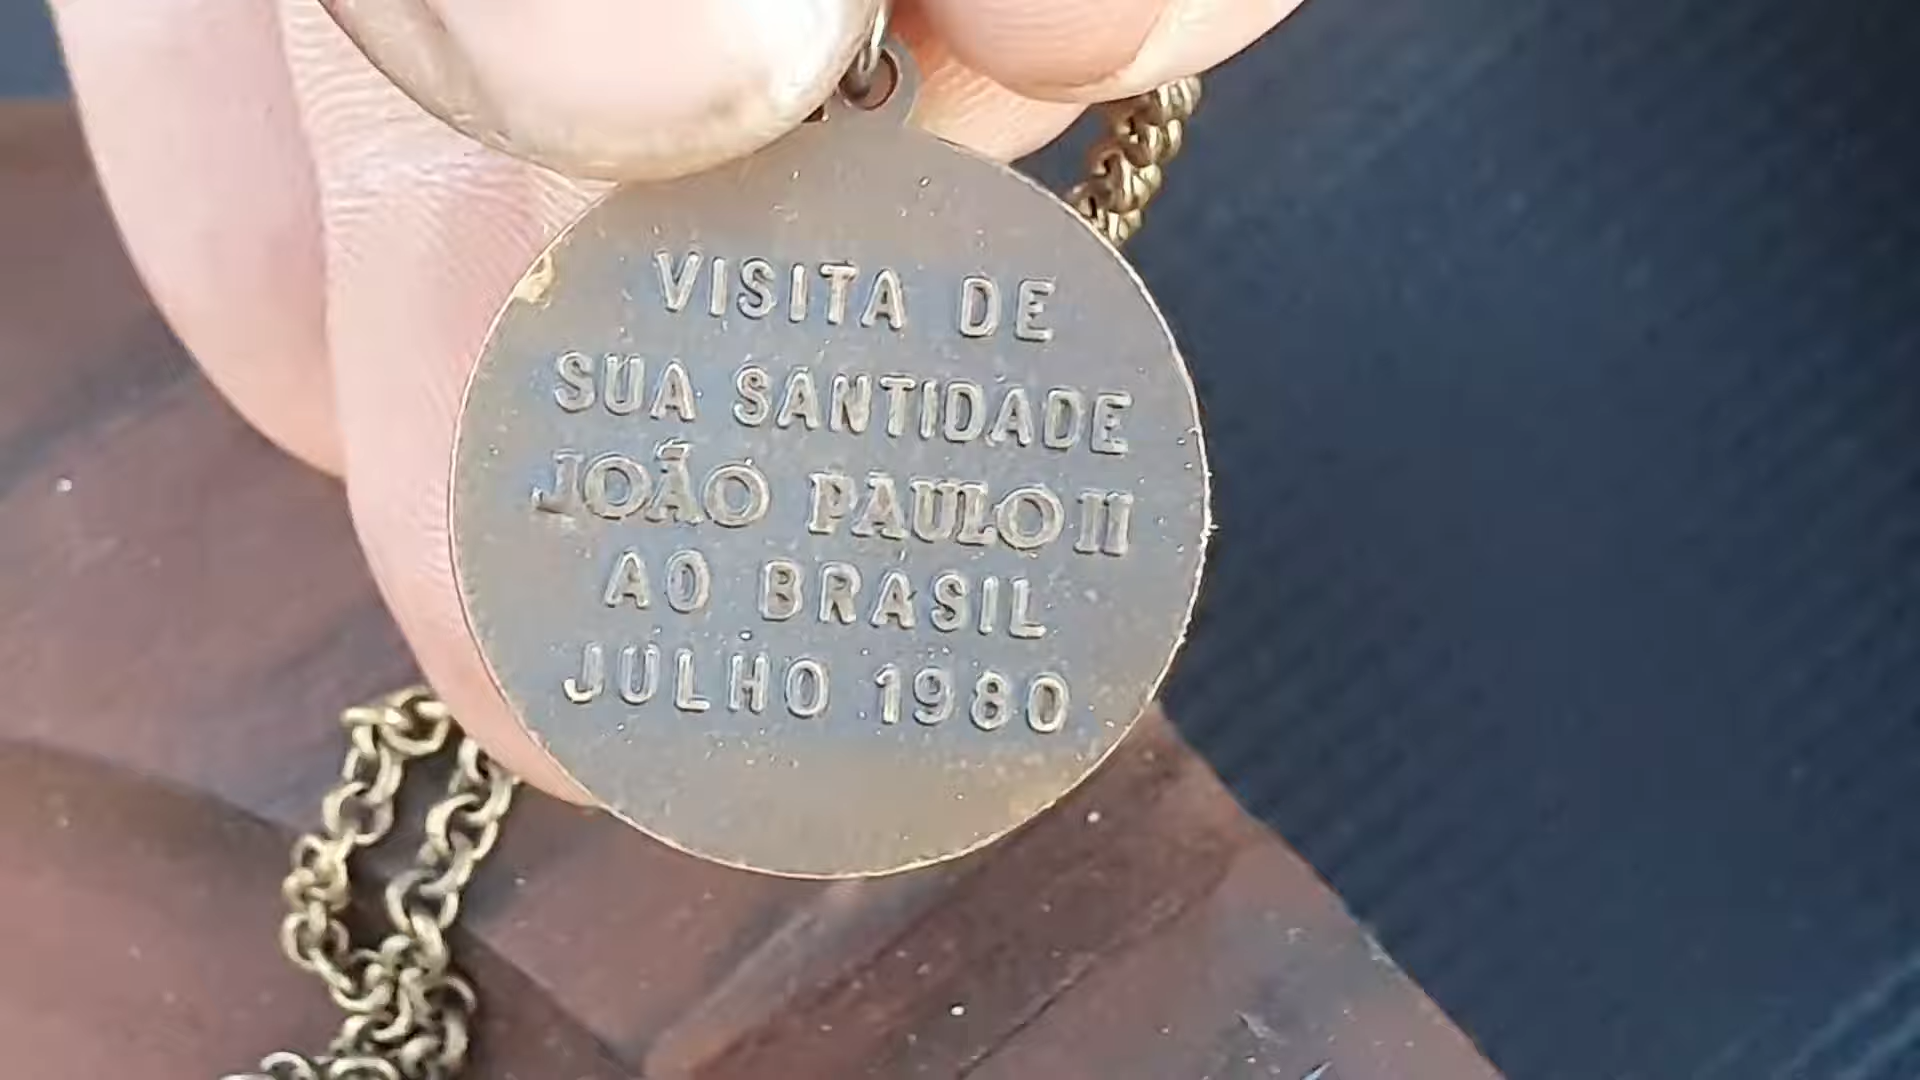 VISITA DE
SUA SANTIDADE
JOÃO PAULO II
AO BRASIL
JULHO 1980